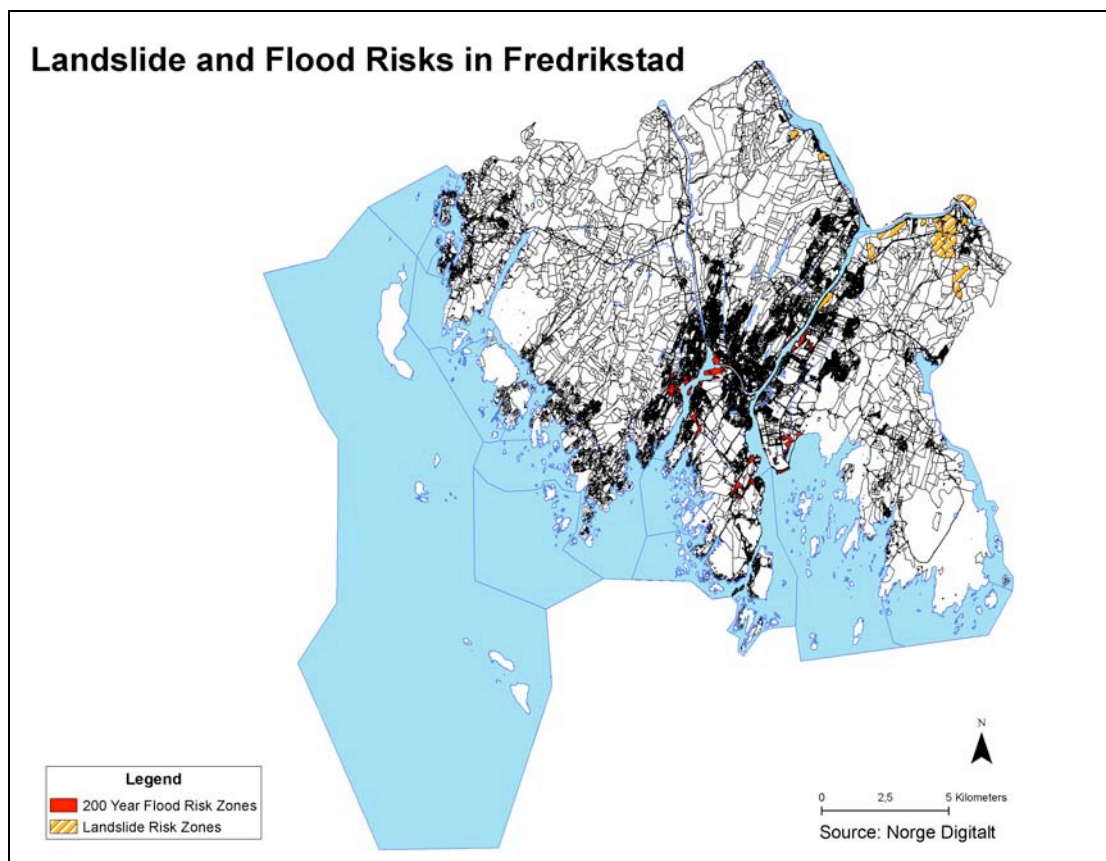 Landslide and Flood Risks in Fredrikstad
N
Legend
200 Year Flood Risk Zones
Landslide Risk Zones
0 2,5 5 Kilometers
Source: Norge Digitalt